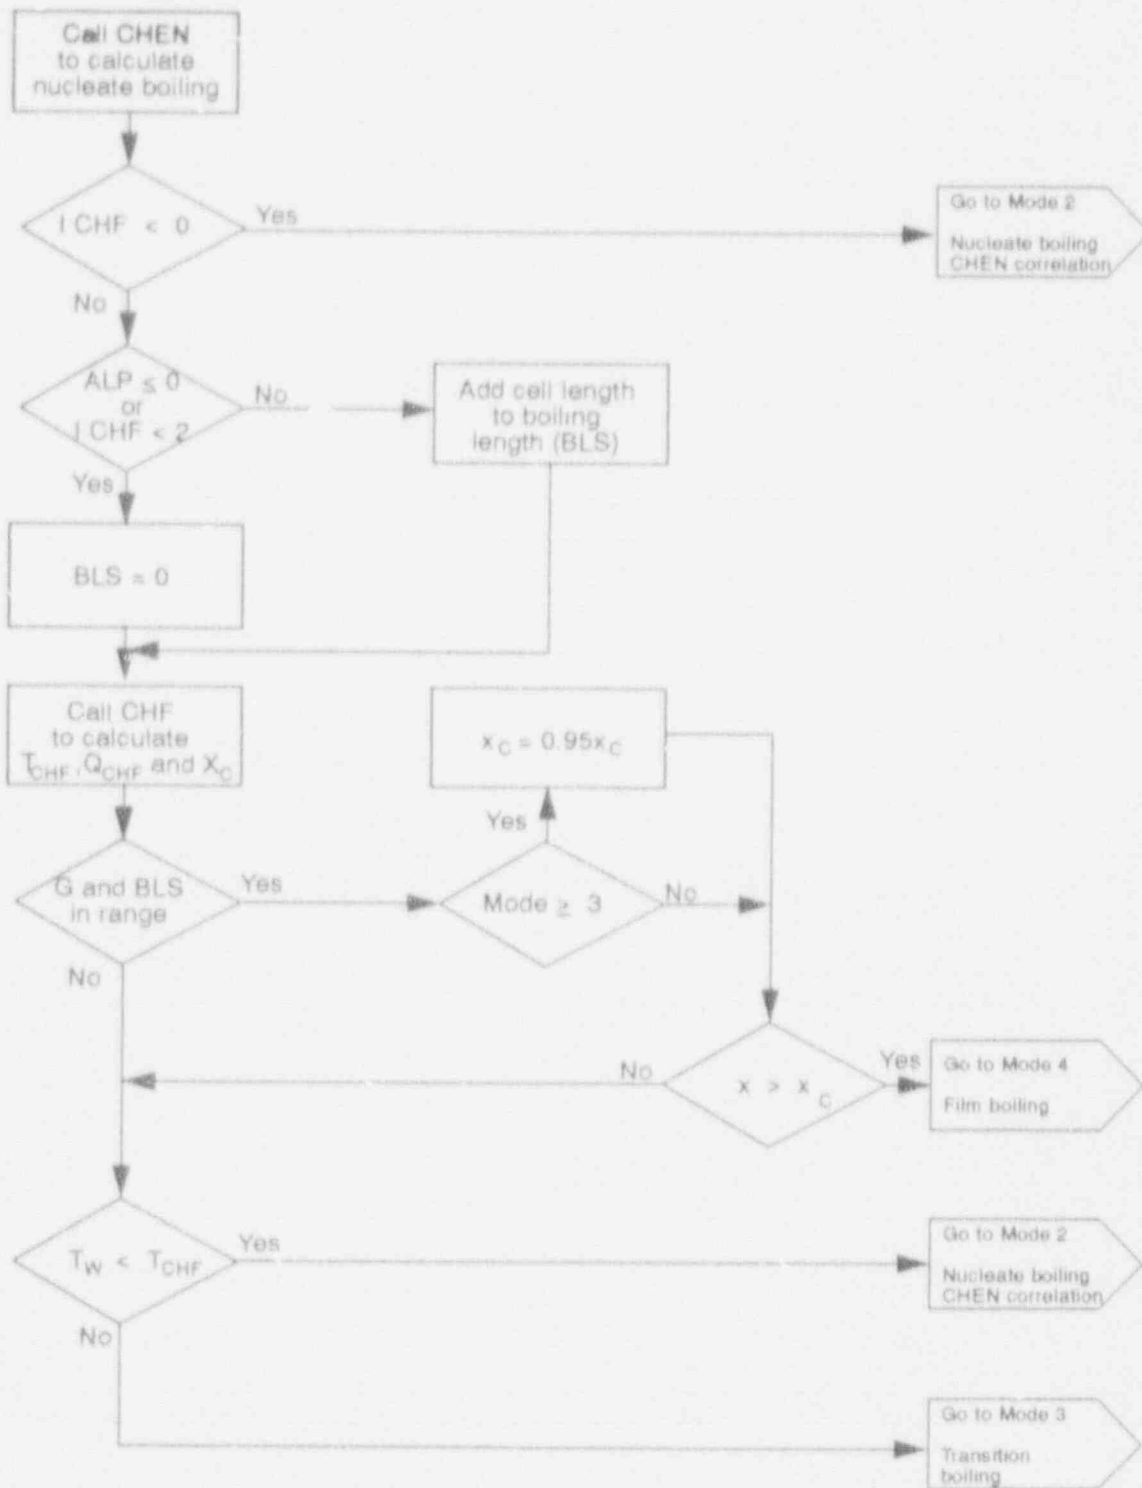 Call CHEN
to calculate
nucleate boiling
I CHF < 0
Yes
Go to Mode 2
Nucleate boiling
CHEN correlation
No
ALP ≤ 0
or
I CHF < 2
No
Add cell length
to boiling
length (BLS)
Yes
BLS = 0
Call CHF
to calculate
T_CHF, Q_CHF and X_C
x_C = 0.95x_C
Yes
G and BLS
in range
Yes
Mode ≥ 3
No
No
x > x_C
No
Yes
Go to Mode 4
Film boiling
T_W < T_CHF
Yes
Go to Mode 2
Nucleate boiling
CHEN correlation
No
Go to Mode 3
Transition
boiling